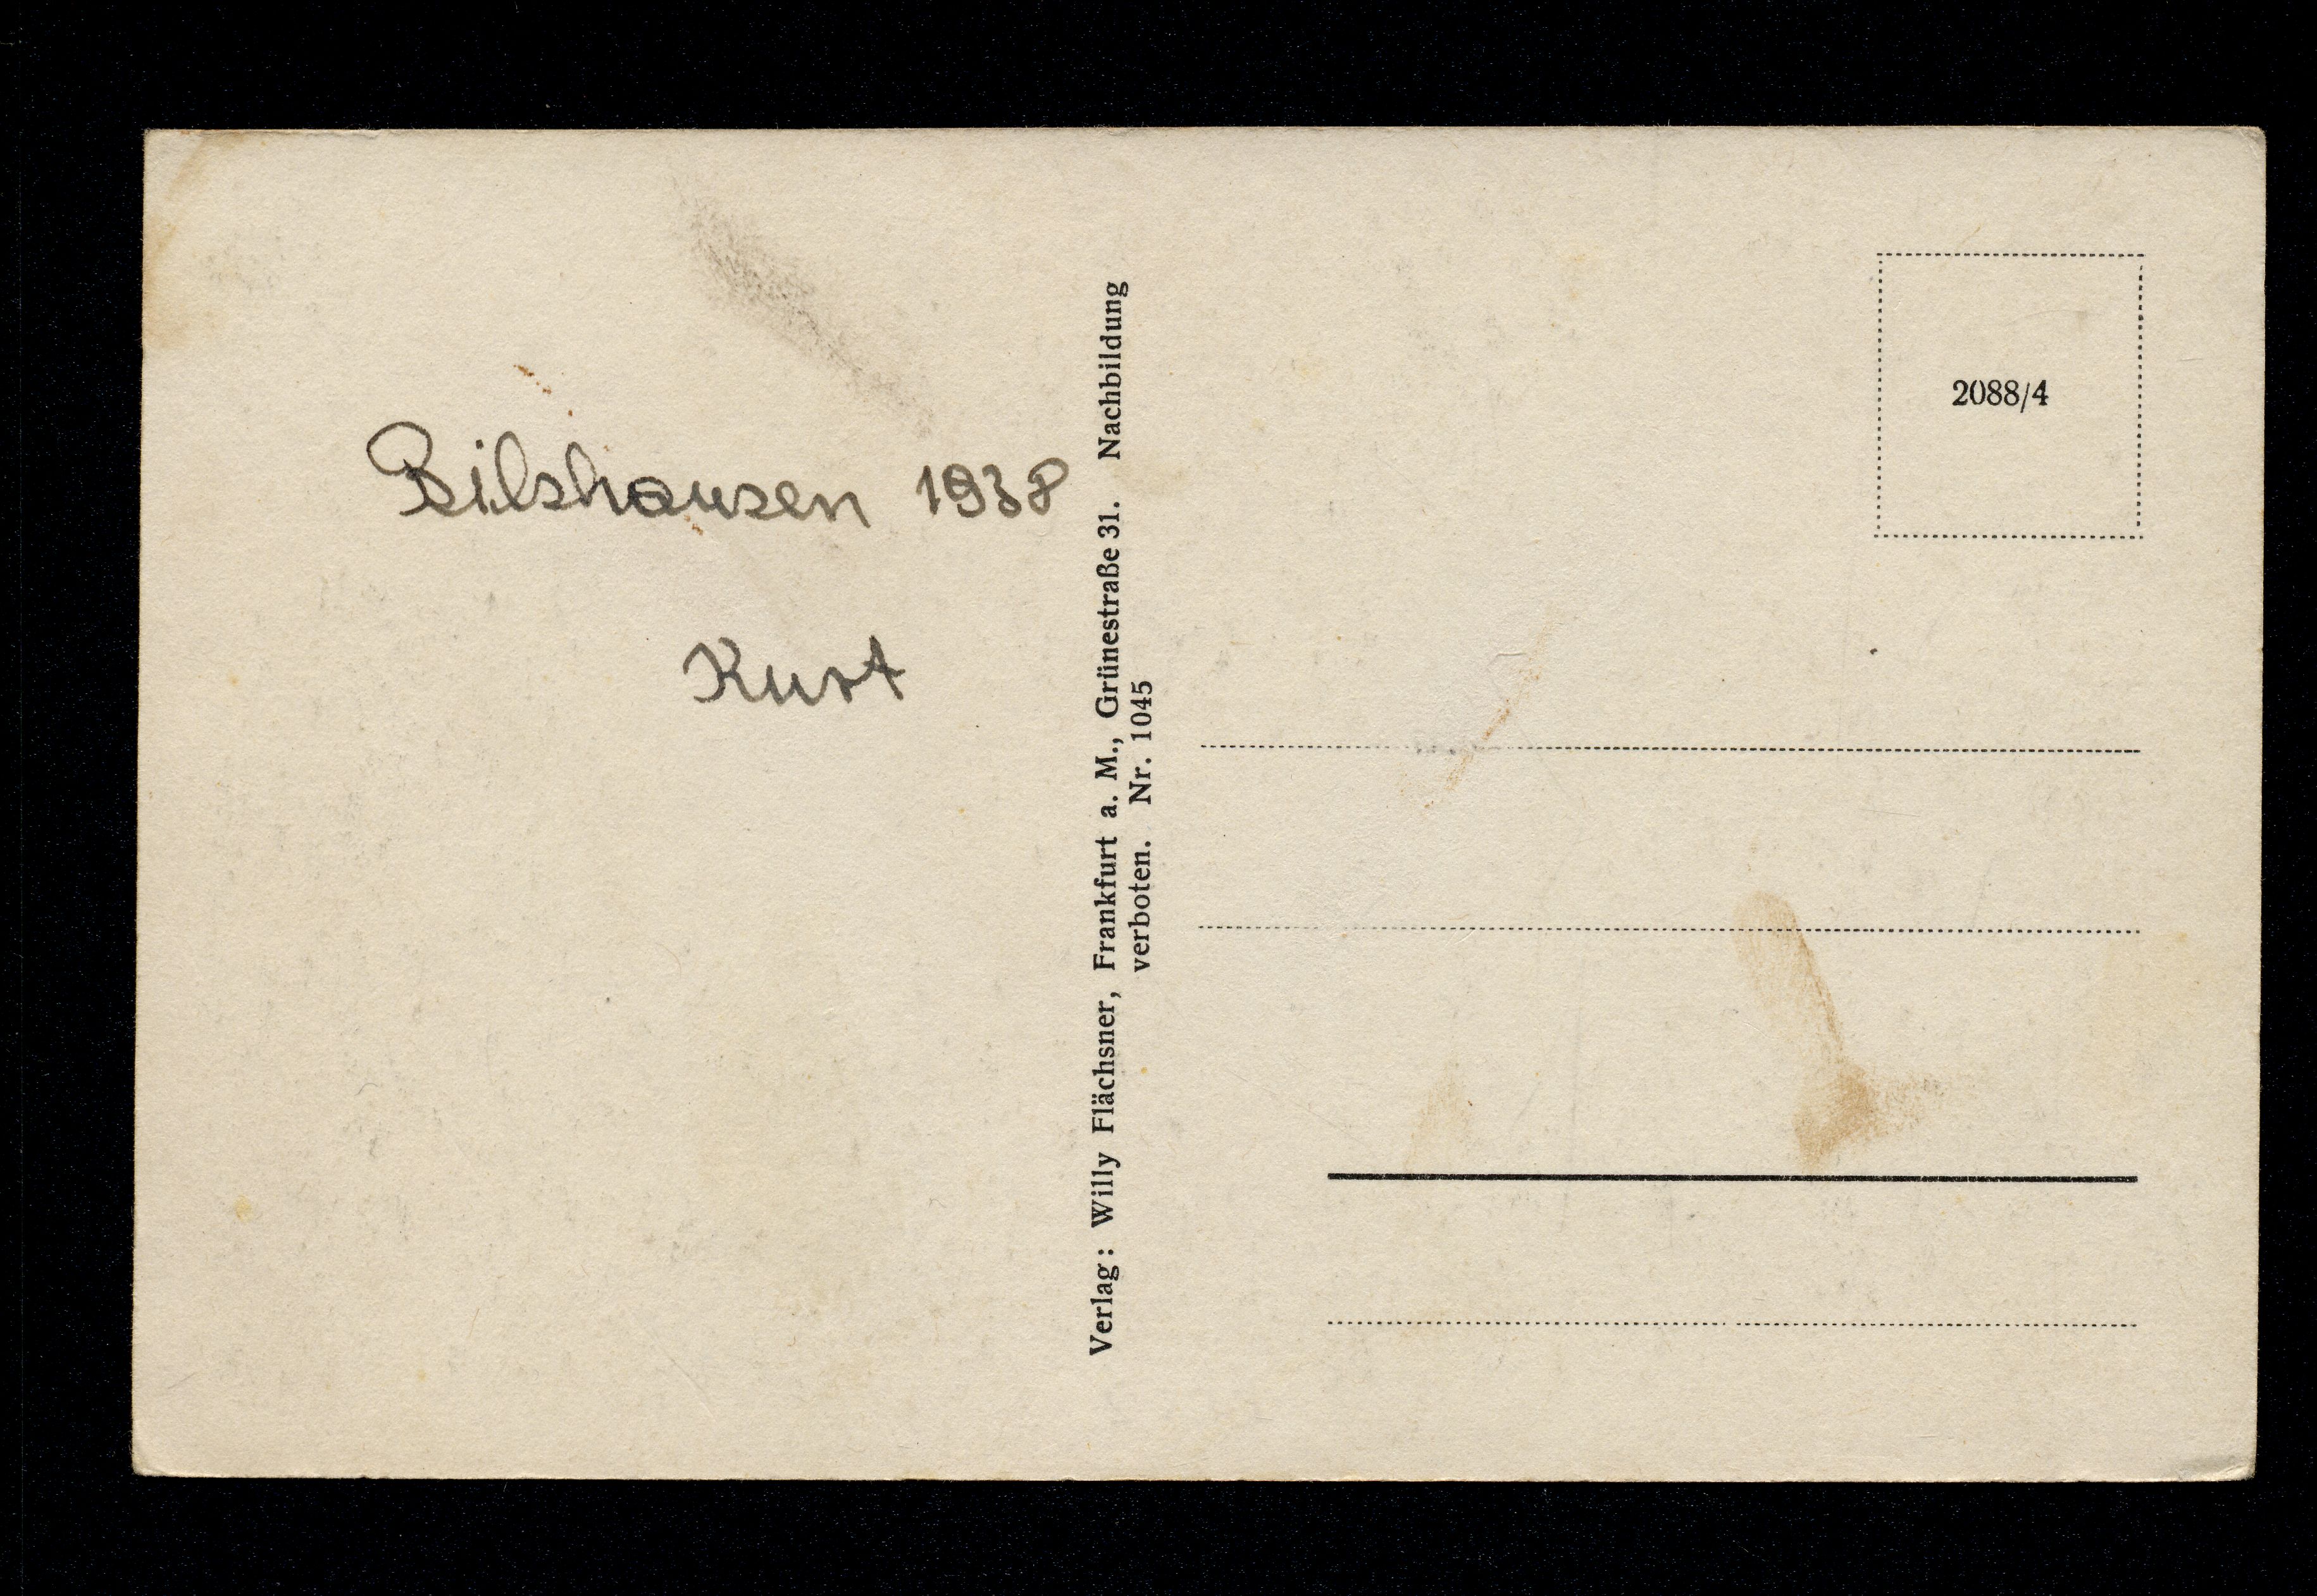 Bilshausen 1938
Kurt
Verlag: Willy Flächsner, Frankfurt a. M., Grünestraße 31. Nachbildung
verboten. Nr. 1045
2088/4